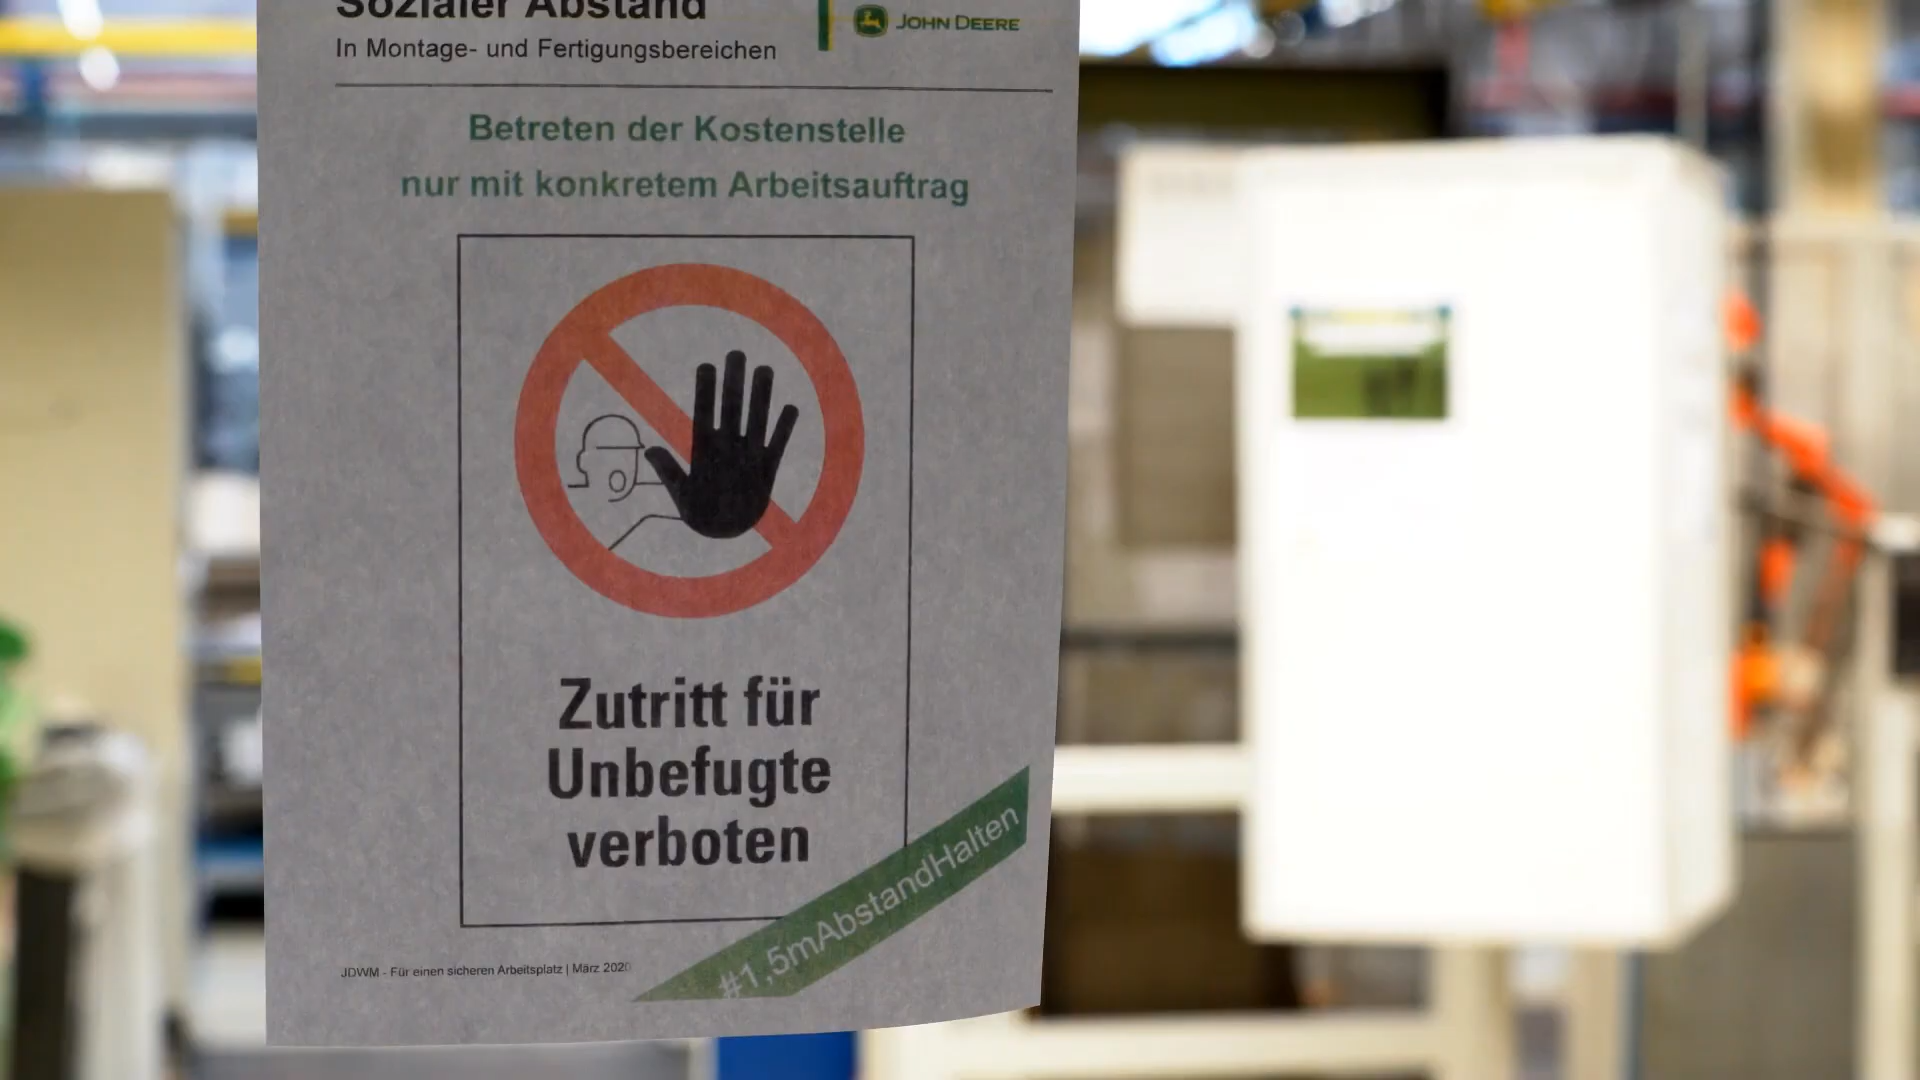 Sozialer Abstand
JOHN DEERE
In Montage- und Fertigungsbereichen
Betreten der Kostenstelle
nur mit konkretem Arbeitsauftrag
Zutritt für
Unbefugte
verboten
#1,5mAbstandHalten
JDWM - Für einen sicheren Arbeitsplatz | März 2020